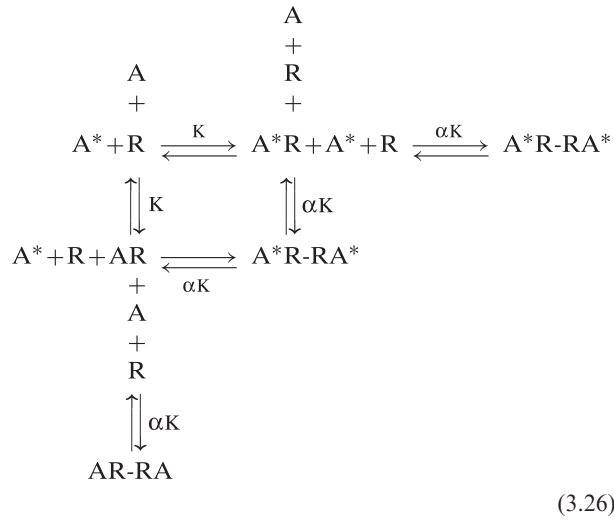 A
+
A R
+ +
A* + R ⇌ K A*R + A* + R ⇌ αK A*R-RA*
⇌ K ⇌ αK
A* + R + AR ⇌ αK A*R-RA*
+
A
+
R
⇌ αK
AR-RA
(3.26)